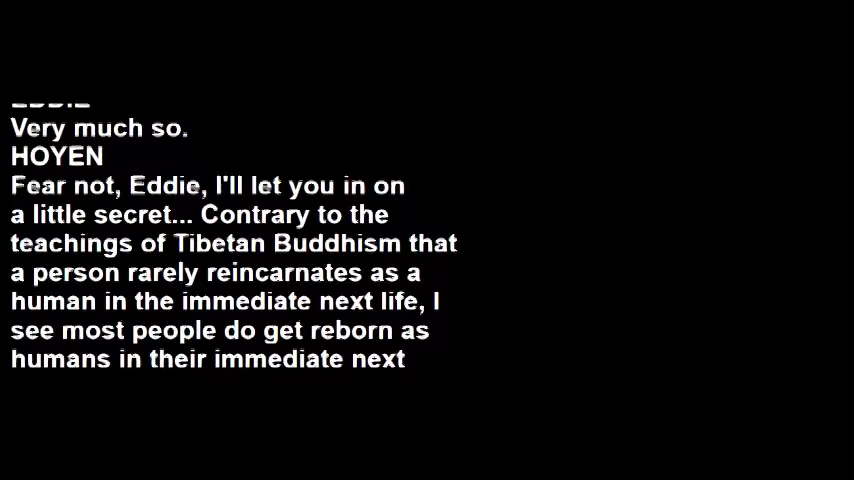 EDDIE
Very much so.
HOYEN
Fear not, Eddie, I'll let you in on
a little secret... Contrary to the
teachings of Tibetan Buddhism that
a person rarely reincarnates as a
human in the immediate next life, I
see most people do get reborn as
humans in their immediate next